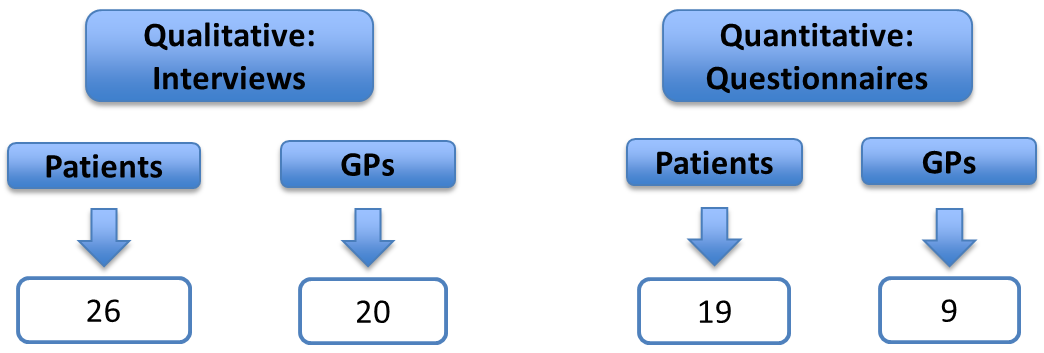 Qualitative:
Interviews
Quantitative:
Questionnaires
Patients
GPs
Patients
GPs
26
20
19
9